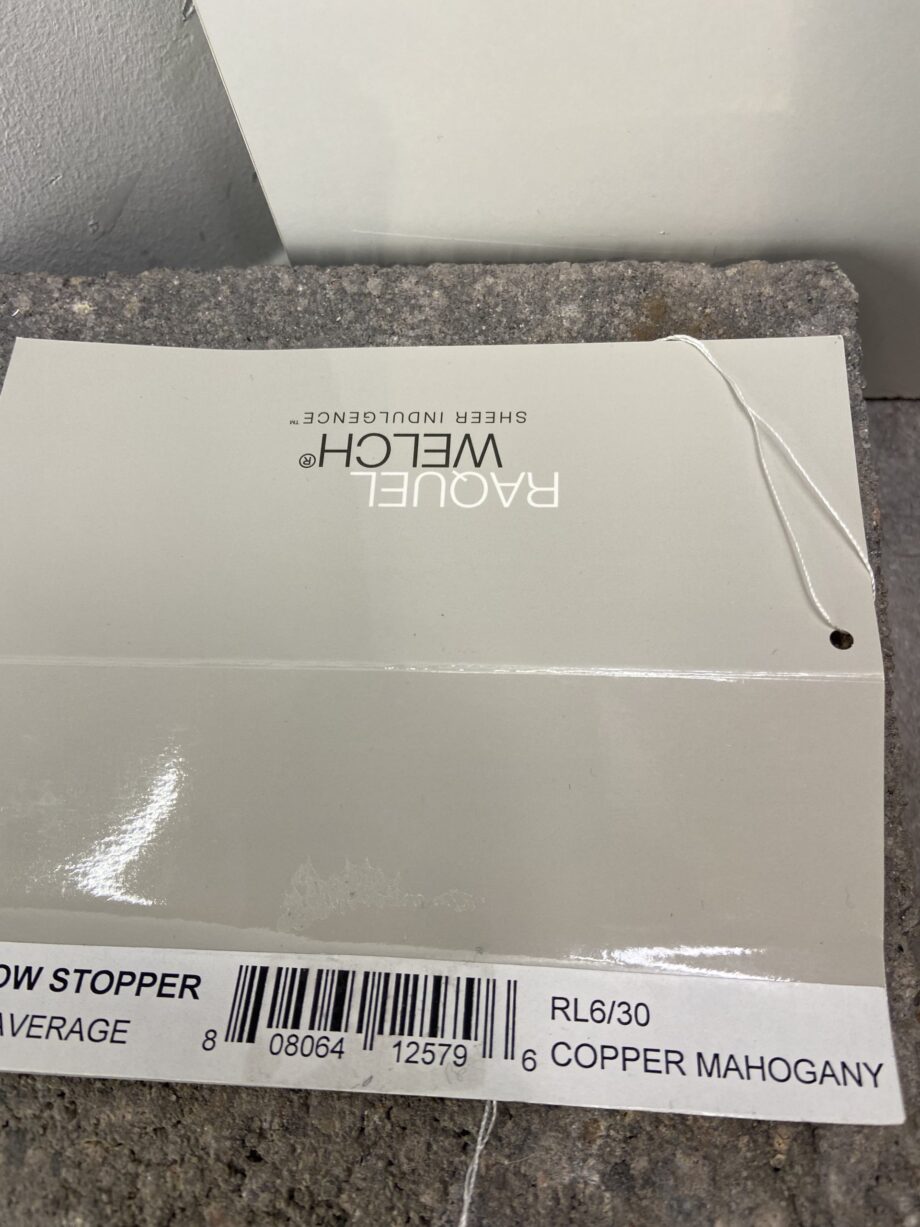 RAQUEL
WELCH®
SHEER INDULGENCE™
OW STOPPER
AVERAGE
8 08064 12579 6
RL6/30
COPPER MAHOGANY